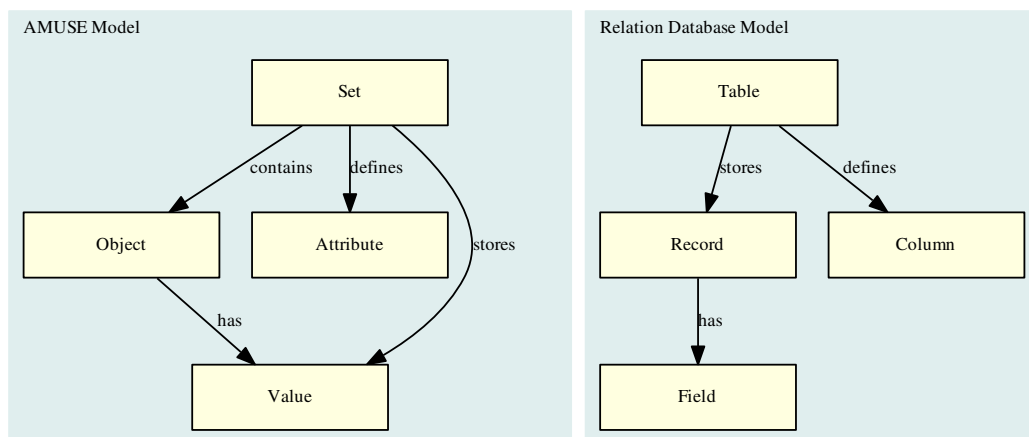 AMUSE Model
Set
contains
defines
Object
Attribute
stores
has
Value
Relation Database Model
Table
stores
defines
Record
Column
has
Field